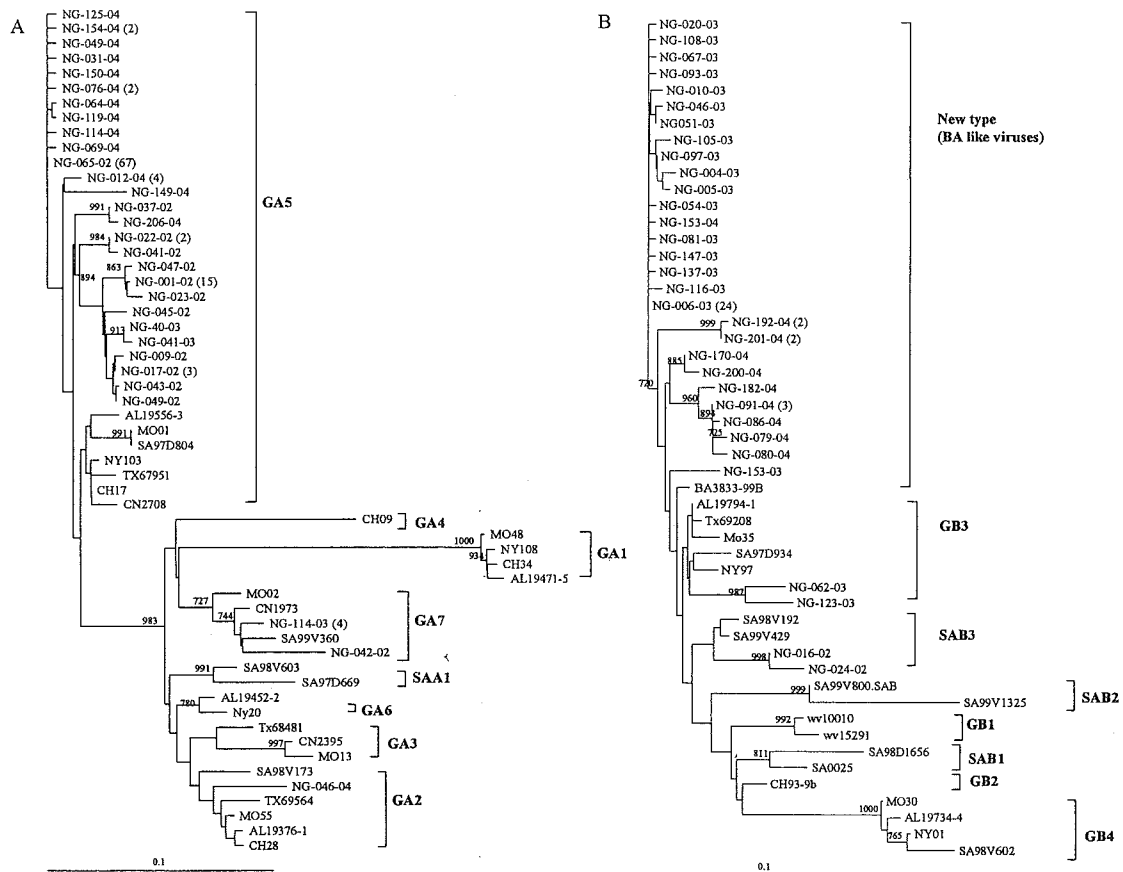 A
NG-125-04
NG-154-04 (2)
NG-049-04
NG-031-04
NG-150-04
NG-076-04 (2)
NG-064-04
NG-119-04
NG-114-04
NG-069-04
NG-065-02 (67)
NG-012-04 (4)
NG-149-04
991
NG-037-02
NG-206-04
984
NG-022-02 (2)
NG-041-02
894
863
NG-047-02
NG-001-02 (15)
NG-023-02
NG-045-02
913
NG-40-03
NG-041-03
NG-009-02
NG-017-02 (3)
NG-043-02
NG-049-02
AL19556-3
991
MO01
SA97D804
NY103
TX67951
CH17
CN2708
GA5
CH09
GA4
983
1000
MO48
934
NY108
CH34
AL19471-5
GA1
727
MO02
744
CN1973
NG-114-03 (4)
SA99V360
NG-042-02
GA7
991
SA98V603
SA97D669
SAA1
780
AL19452-2
Ny20
GA6
Tx68481
997
CN2395
MO13
GA3
SA98V173
NG-046-04
TX69564
MO55
AL19376-1
CH28
GA2
0.1
B
NG-020-03
NG-108-03
NG-067-03
NG-093-03
NG-010-03
NG-046-03
NG051-03
NG-105-03
NG-097-03
NG-004-03
NG-005-03
NG-054-03
NG-153-04
NG-081-03
NG-147-03
NG-137-03
NG-116-03
NG-006-03 (24)
999
NG-192-04 (2)
NG-201-04 (2)
885
NG-170-04
NG-200-04
720
NG-182-04
960
NG-091-04 (3)
894
NG-086-04
725
NG-079-04
NG-080-04
NG-153-03
BA3833-99B
New type
(BA like viruses)
AL19794-1
Tx69208
Mo35
SA97D934
NY97
987
NG-062-03
NG-123-03
GB3
SA98V192
SA99V429
998
NG-016-02
NG-024-02
SAB3
999
SA99V800.SAB
SA99V1325
SAB2
992
wv10010
wv15291
GB1
811
SA98D1656
SA0025
SAB1
CH93-9b
GB2
1000
MO30
AL19734-4
765
NY01
SA98V602
GB4
0.1